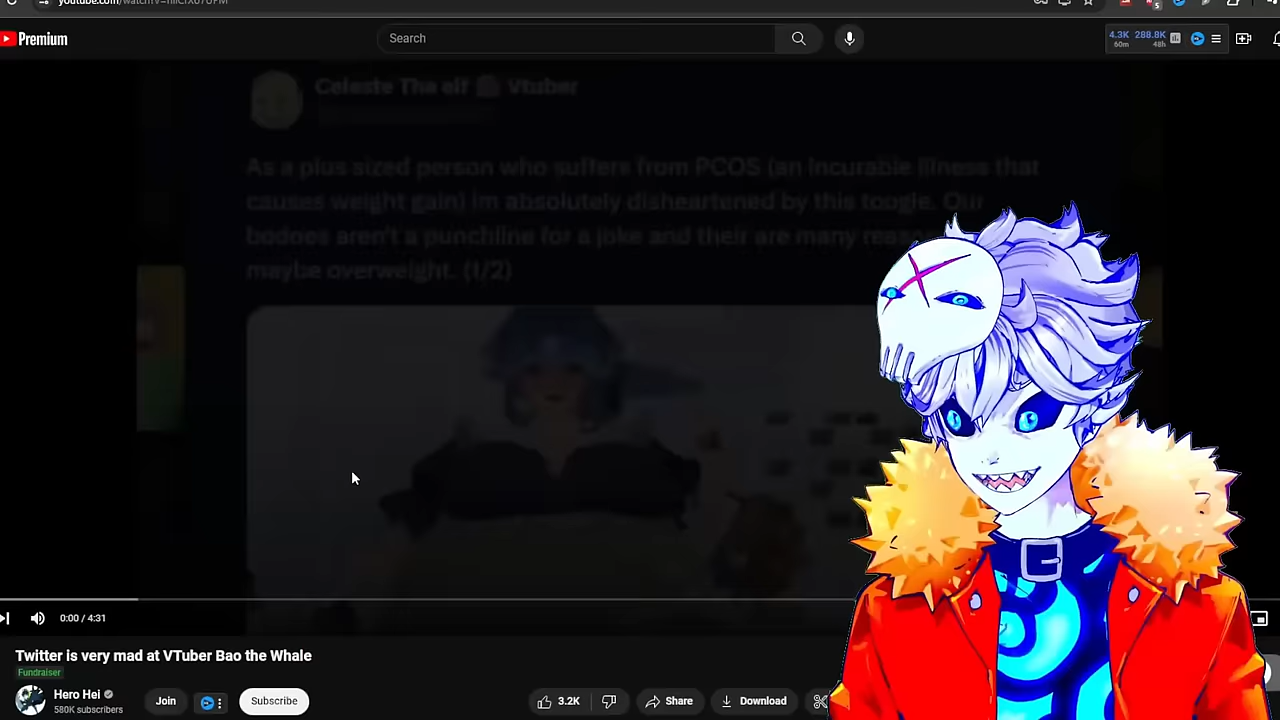 Premium
Search
4.3K 288.8K
60m 48h
Celeste Tha elf Vtuber
As a plus sized person who suffers from PCOS (an incurable illness that
causes weight gain) im absolutely disheartened by this toogle. Our
a punchline for a joke and their are many
maybe overweight. (1/2)
0:00 / 4:31
Twitter is very mad at VTuber Bao the Whale
Fundraiser
Hero Hei
580K subscribers
Join
Subscribe
3.2K
Share
Download